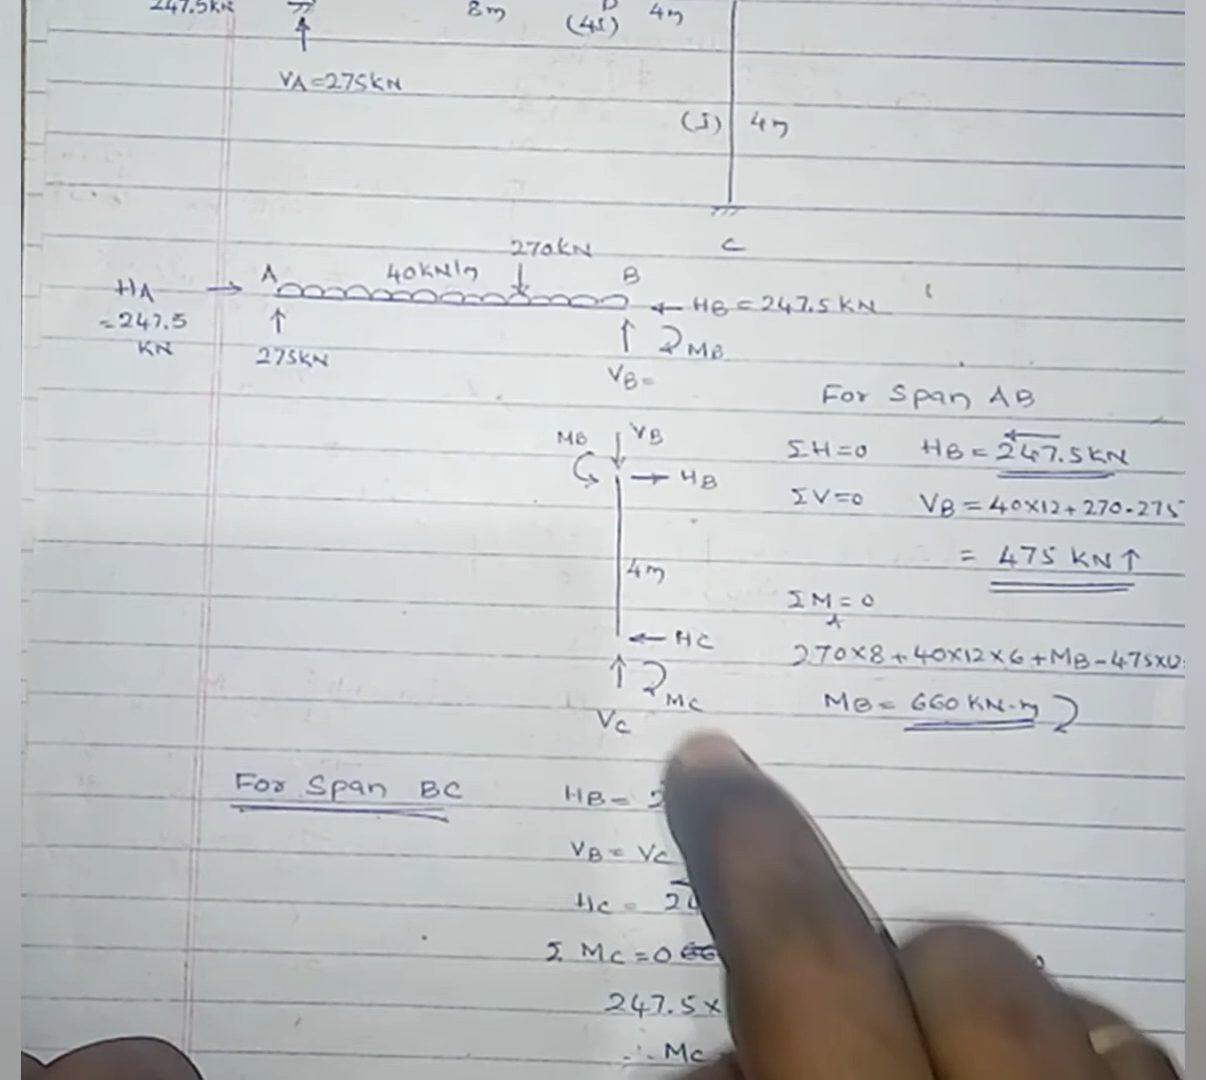 247.5KN
8m
(4I)
4m
VA=275KN
(I) 4m
C
270KN
A 40KN/m B
HA
=247.5
KN
HB = 247.5 KN
275KN
MB
VB=
For Span AB
MB VB
HB
ΣH=0 HB = 247.5KN
ΣV=0 VB = 40×12+270-275
= 475 KN↑
4m
ΣM=0
A
HC
270×8+40×12×6+MB-475×12
MC
VC
MB = 660 KN-m
For Span BC
HB =
VB = VC
HC =
Σ MC = 0
247.5×
∴ MC